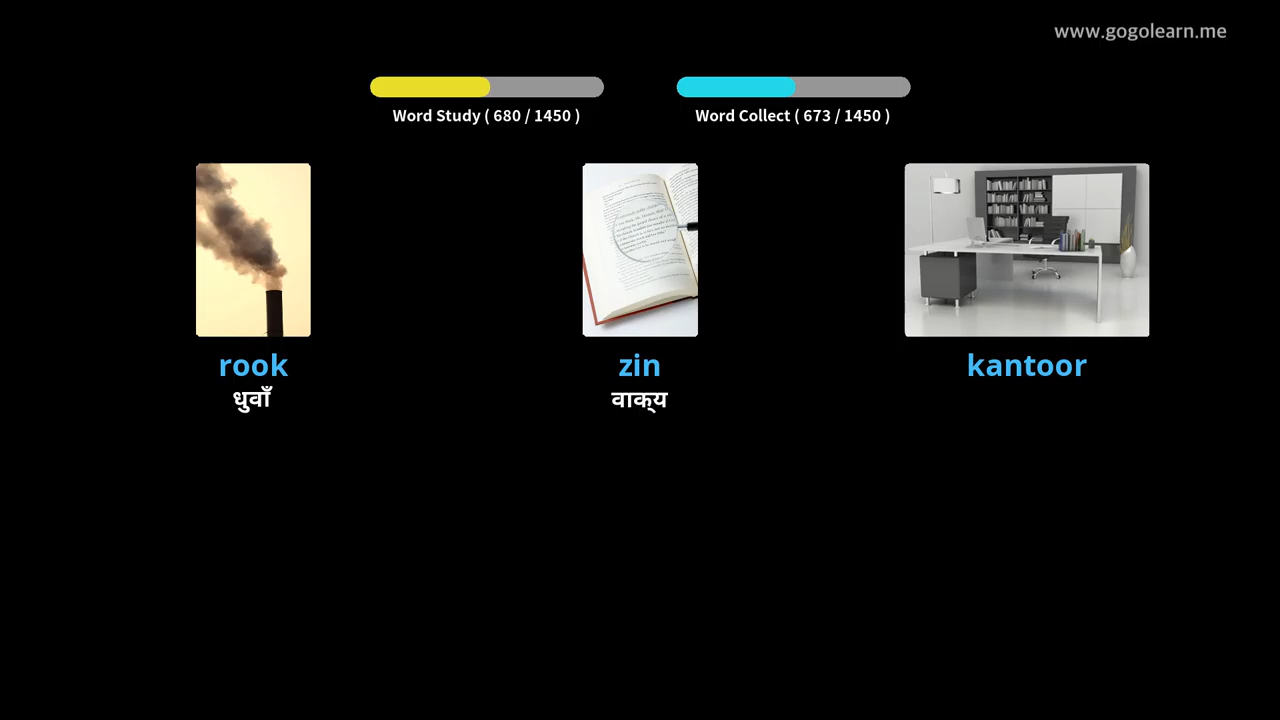 www.gogolearn.me
Word Study ( 680 / 1450 )
Word Collect ( 673 / 1450 )
rook
zin
kantoor
धुवाँ
वाक्य